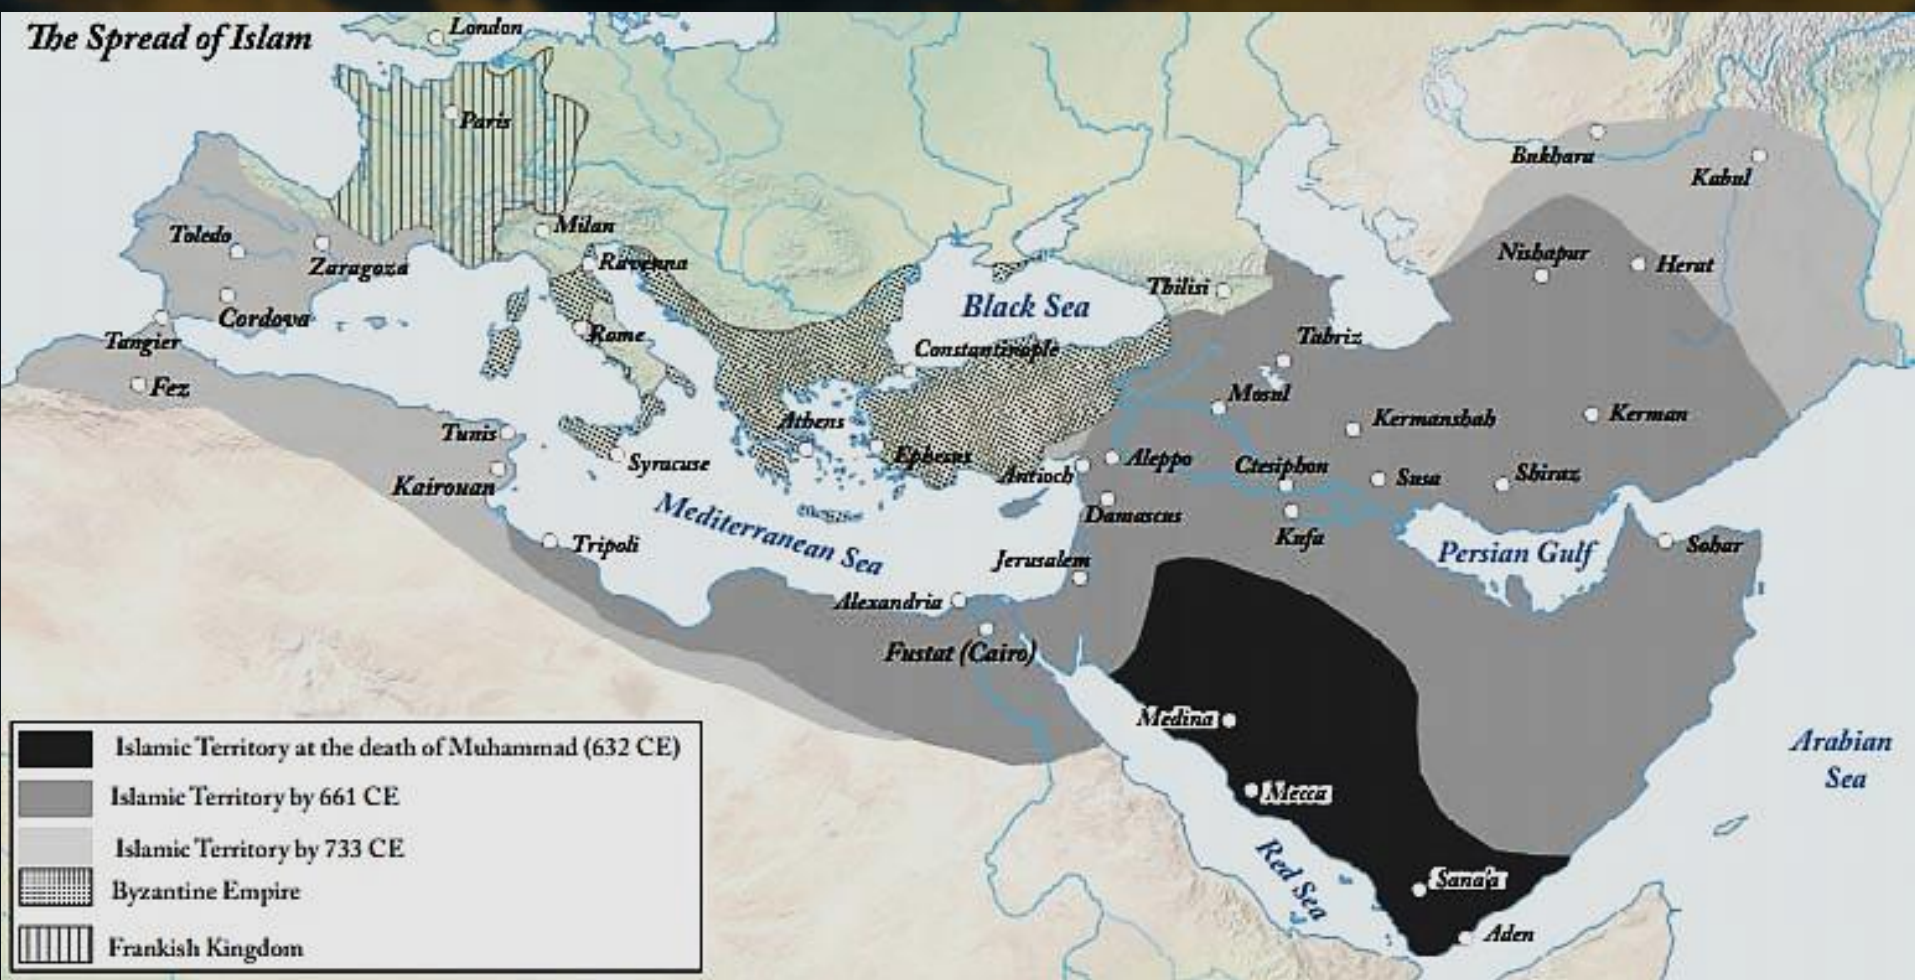 The Spread of Islam
London
Paris
Milan
Ravenna
Toledo
Zaragoza
Cordova
Tangier
Fez
Rome
Black Sea
Constantinople
Tbilisi
Bukhara
Kabul
Nishapur
Herat
Tabriz
Mosul
Kermanshah
Kerman
Athens
Ephesus
Tunis
Syracuse
Kairouan
Antioch
Aleppo
Ctesiphon
Susa
Shiraz
Damascus
Kufa
Mediterranean Sea
Tripoli
Jerusalem
Persian Gulf
Sohar
Alexandria
Fustat (Cairo)
Medina
Mecca
Arabian
Sea
Red Sea
Sana'a
Aden
Islamic Territory at the death of Muhammad (632 CE)
Islamic Territory by 661 CE
Islamic Territory by 733 CE
Byzantine Empire
Frankish Kingdom